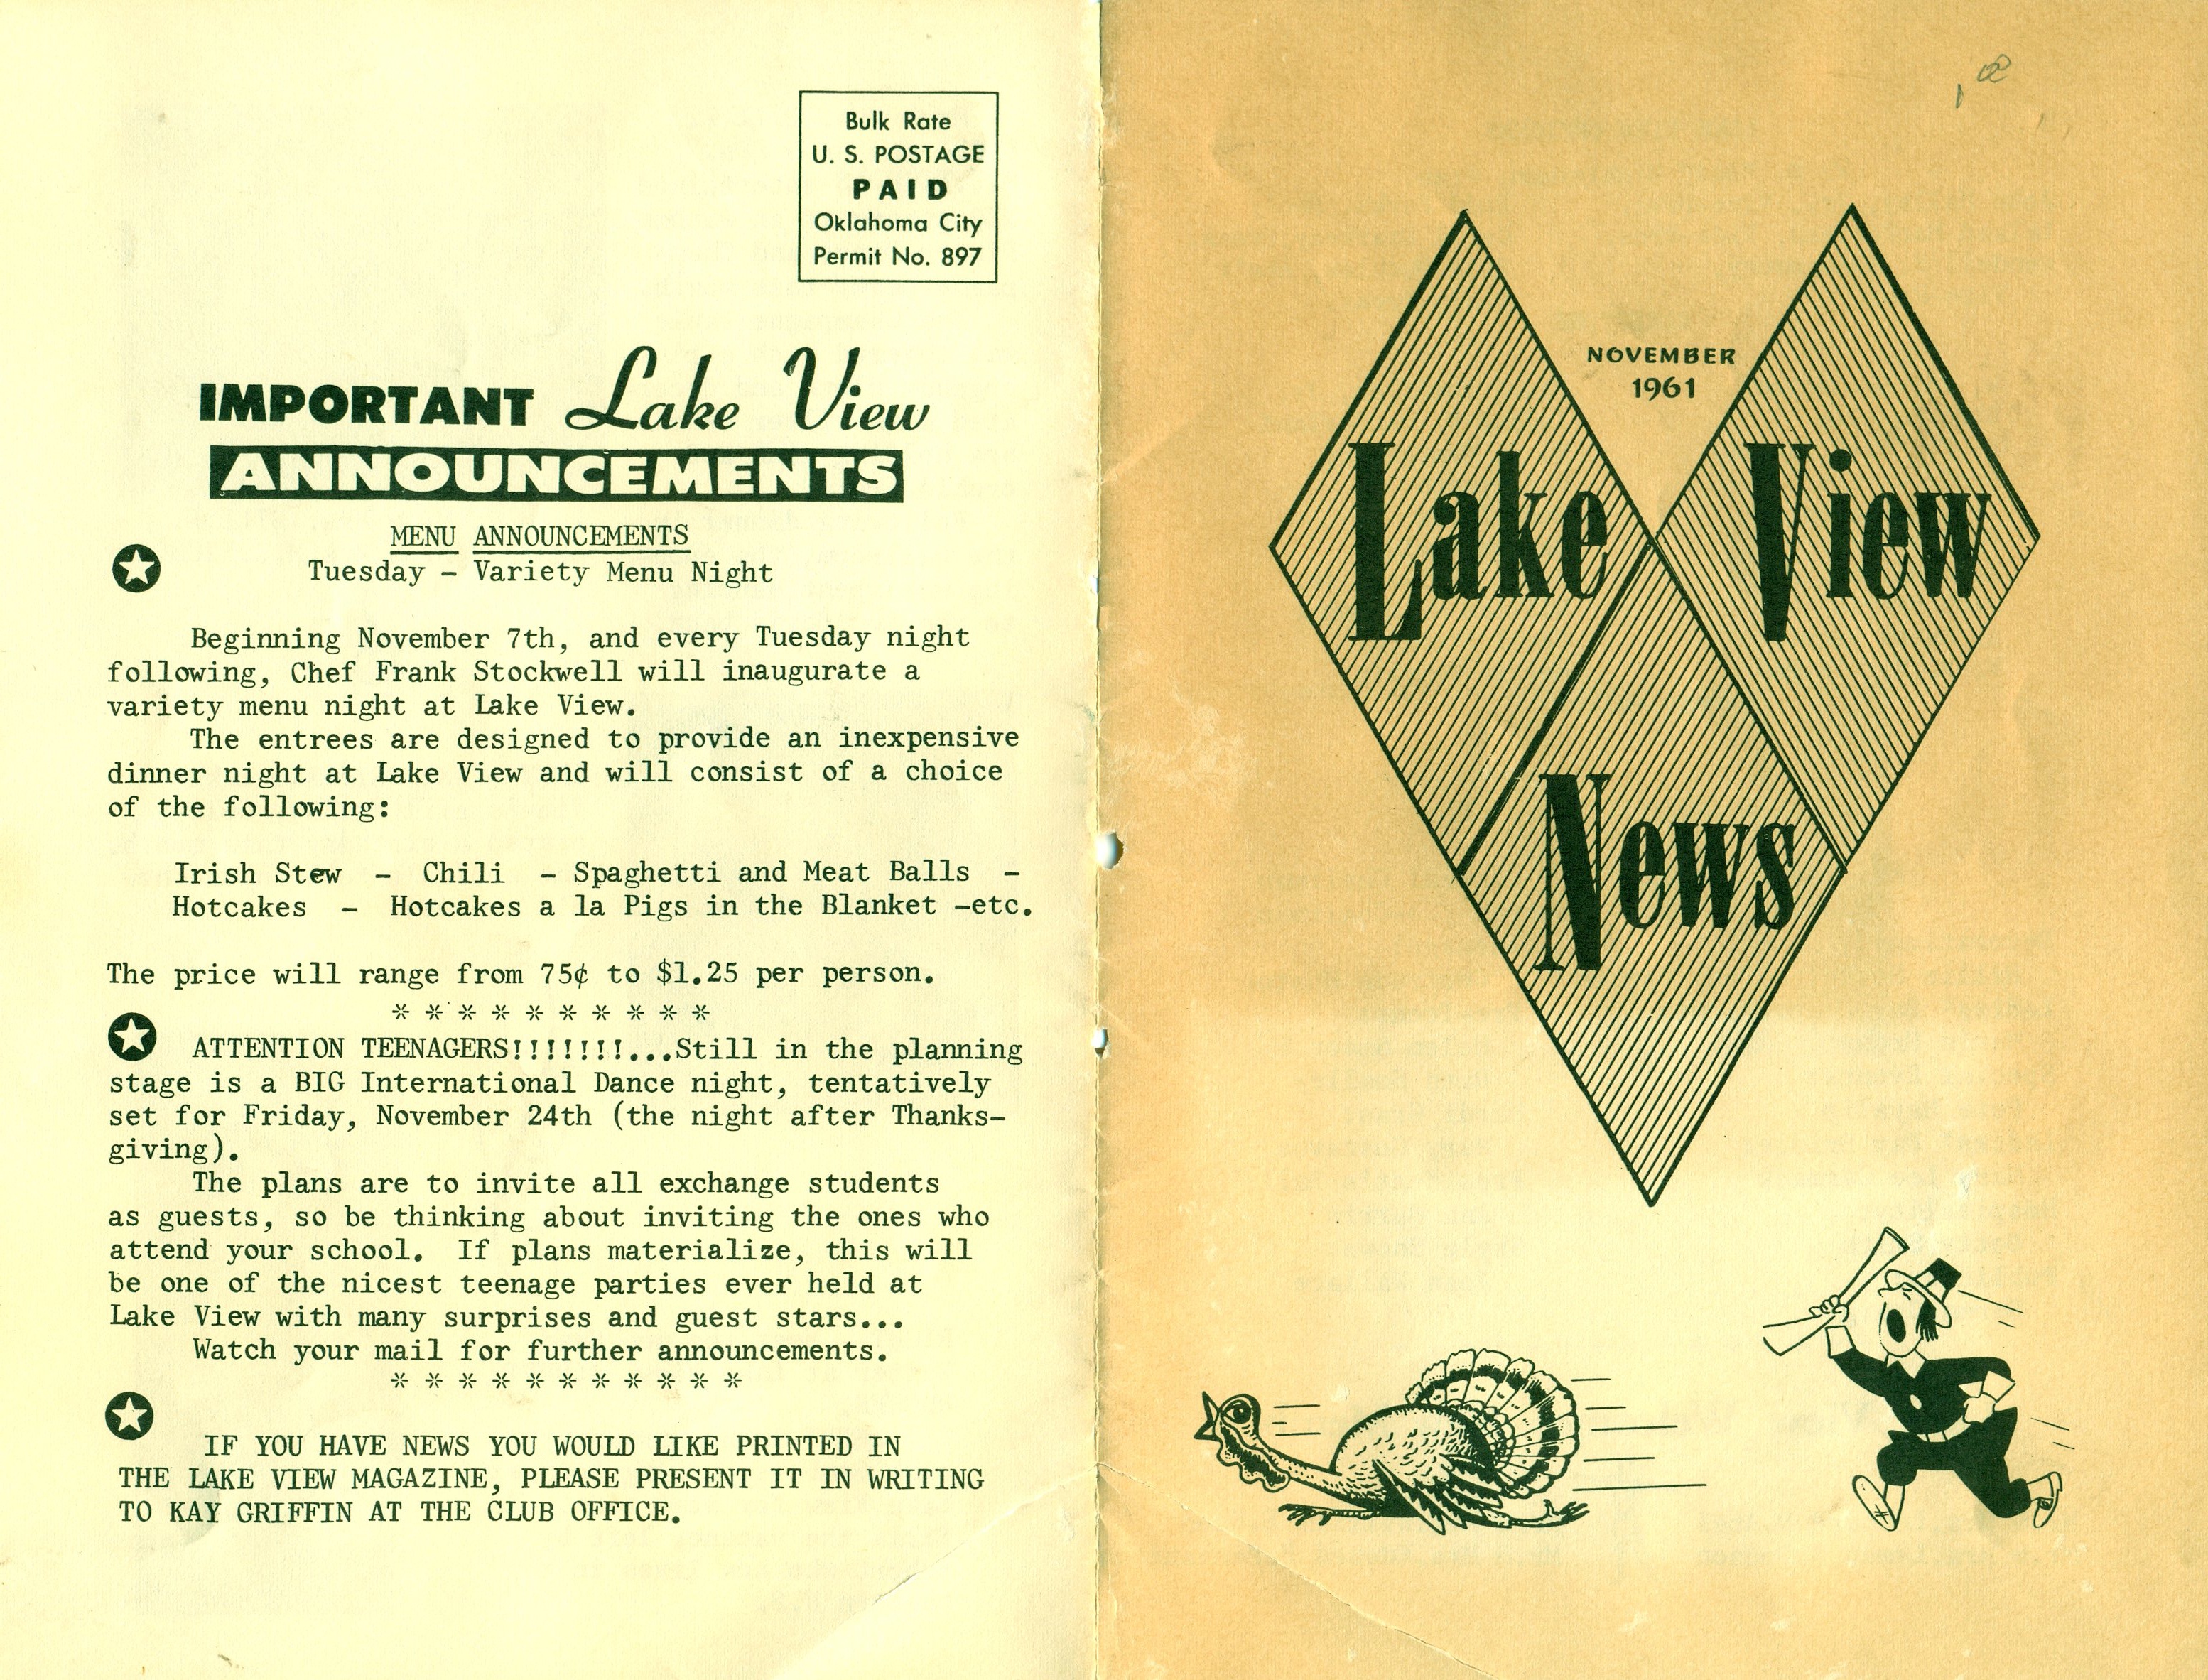 Bulk Rate
U. S. POSTAGE
PAID
Oklahoma City
Permit No. 897
IMPORTANT Lake View
ANNOUNCEMENTS
MENU ANNOUNCEMENTS
Tuesday - Variety Menu Night
Beginning November 7th, and every Tuesday night
following, Chef Frank Stockwell will inaugurate a
variety menu night at Lake View.
The entrees are designed to provide an inexpensive
dinner night at Lake View and will consist of a choice
of the following:
Irish Stew - Chili - Spaghetti and Meat Balls -
Hotcakes - Hotcakes a la Pigs in the Blanket -etc.
The price will range from 75¢ to $1.25 per person.
* * * * * * * * * *
ATTENTION TEENAGERS!!!!!!!...Still in the planning
stage is a BIG International Dance night, tentatively
set for Friday, November 24th (the night after Thanks-
giving).
The plans are to invite all exchange students
as guests, so be thinking about inviting the ones who
attend your school. If plans materialize, this will
be one of the nicest teenage parties ever held at
Lake View with many surprises and guest stars...
Watch your mail for further announcements.
* * * * * * * * * * *
IF YOU HAVE NEWS YOU WOULD LIKE PRINTED IN
THE LAKE VIEW MAGAZINE, PLEASE PRESENT IT IN WRITING
TO KAY GRIFFIN AT THE CLUB OFFICE.
NOVEMBER
1961
Lake View
News